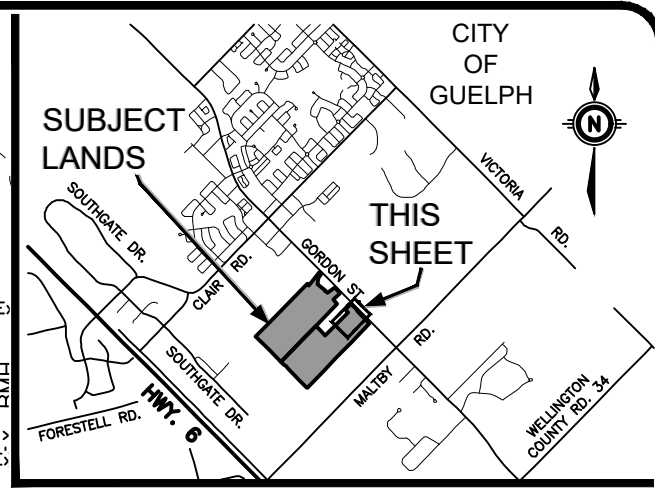 CITY
OF
GUELPH
N
SUBJECT
LANDS
THIS
SHEET
VICTORIA
RD.
SOUTHGATE DR.
GORDON ST.
CLAIR RD.
SOUTHGATE DR.
HWY. 6
FORESTELL RD.
MALTBY RD.
WELLINGTON
COUNTY RD. 34